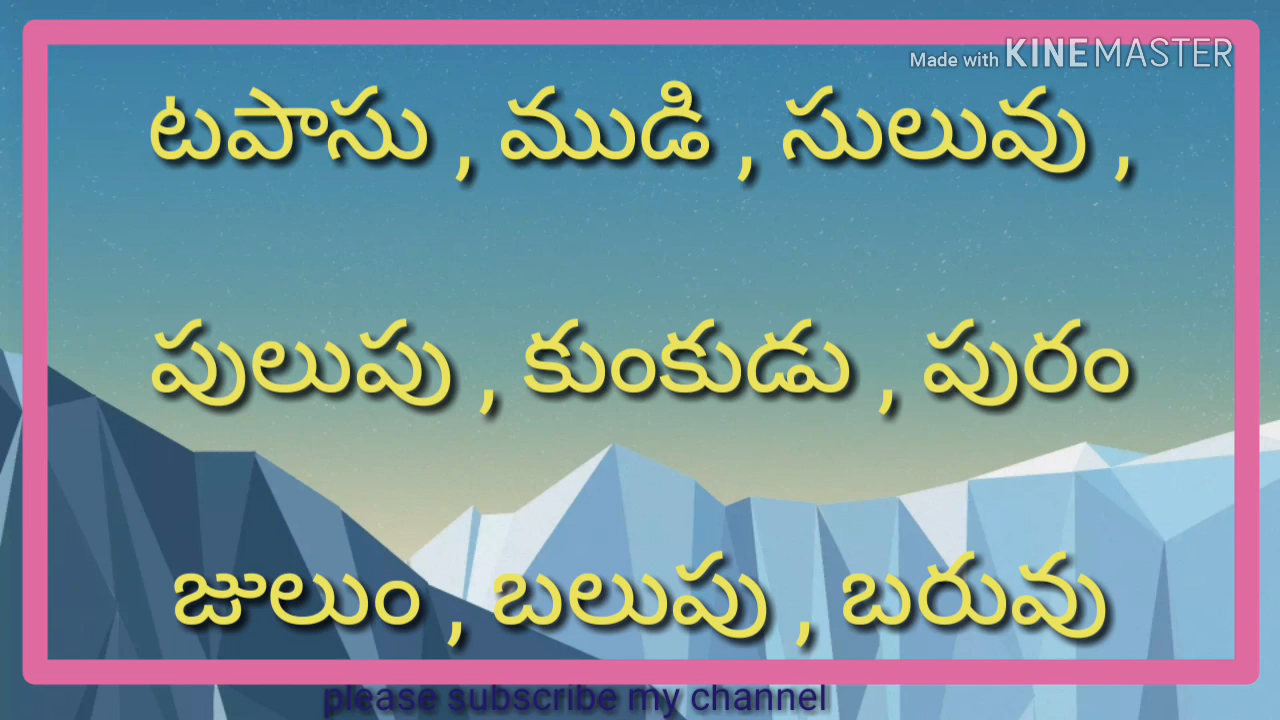 Made with KINEMASTER
టపాసు , ముడి , సులువు ,
పులుపు , కుంకుడు , పురం
జులుం , బలుపు , బరువు
please subscribe my channel